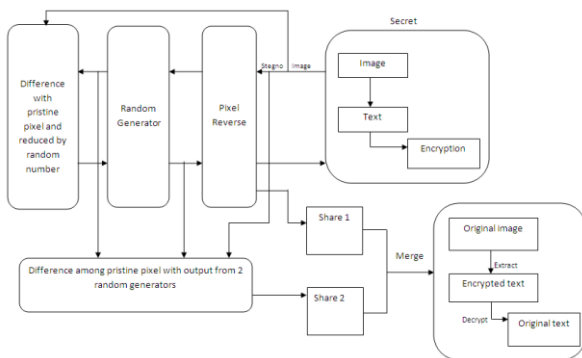 Secret
Stegno Image
Image
Text
Encryption
Difference
with
pristine
pixel and
reduced by
random
number
Random
Generator
Pixel
Reverse
Share 1
Share 2
Merge
Difference among pristine pixel with output from 2
random generators
Original image
Extract
Encrypted text
Decrypt
Original text